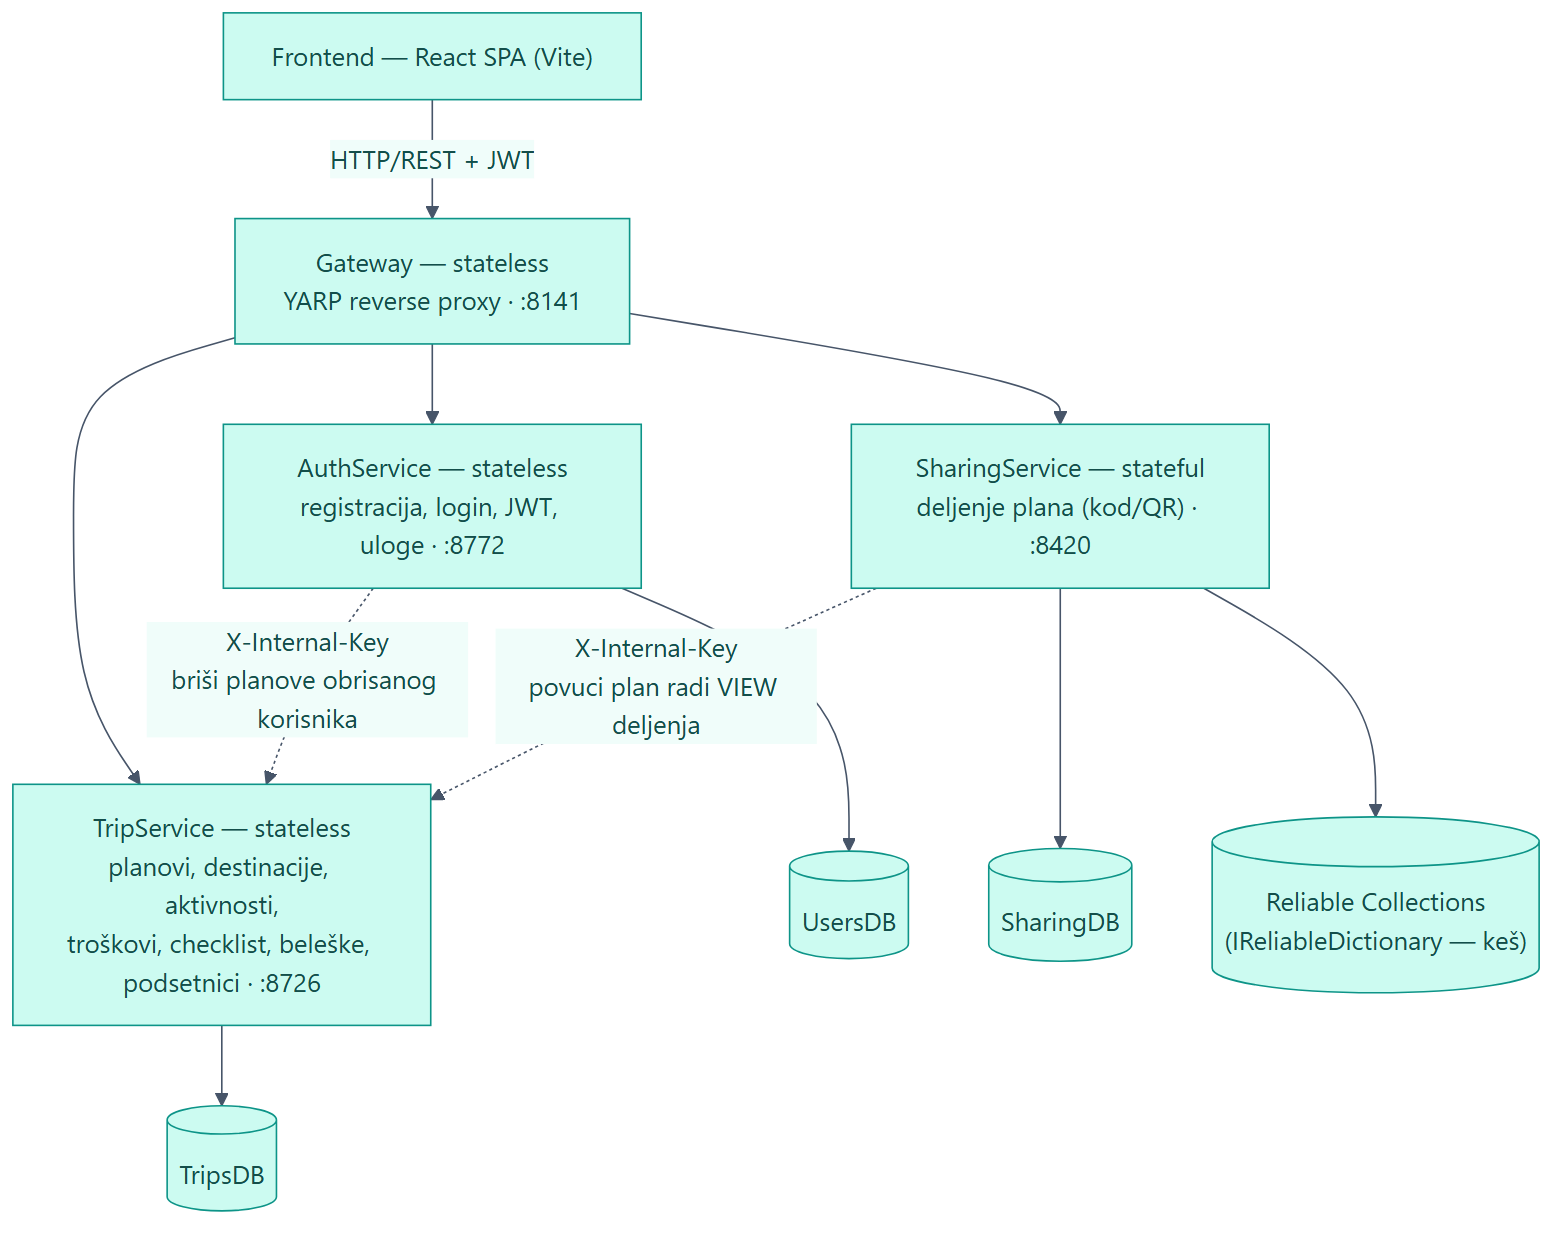 Frontend — React SPA (Vite)
HTTP/REST + JWT
Gateway — stateless
YARP reverse proxy · :8141
AuthService — stateless
registracija, login, JWT,
uloge · :8772
SharingService — stateful
deljenje plana (kod/QR) ·
:8420
X-Internal-Key
briši planove obrisanog
korisnika
X-Internal-Key
povuci plan radi VIEW
deljenja
TripService — stateless
planovi, destinacije,
aktivnosti,
troškovi, checklist, beleške,
podsetnici · :8726
UsersDB
SharingDB
Reliable Collections
(IReliableDictionary — keš)
TripsDB